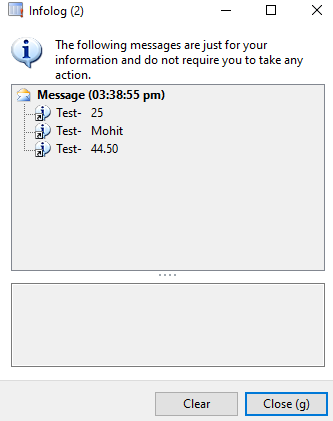 Infolog (2)
The following messages are just for your
information and do not require you to take any
action.
Message (03:38:55 pm)
Test- 25
Test- Mohit
Test- 44.50
Clear
Close (g)